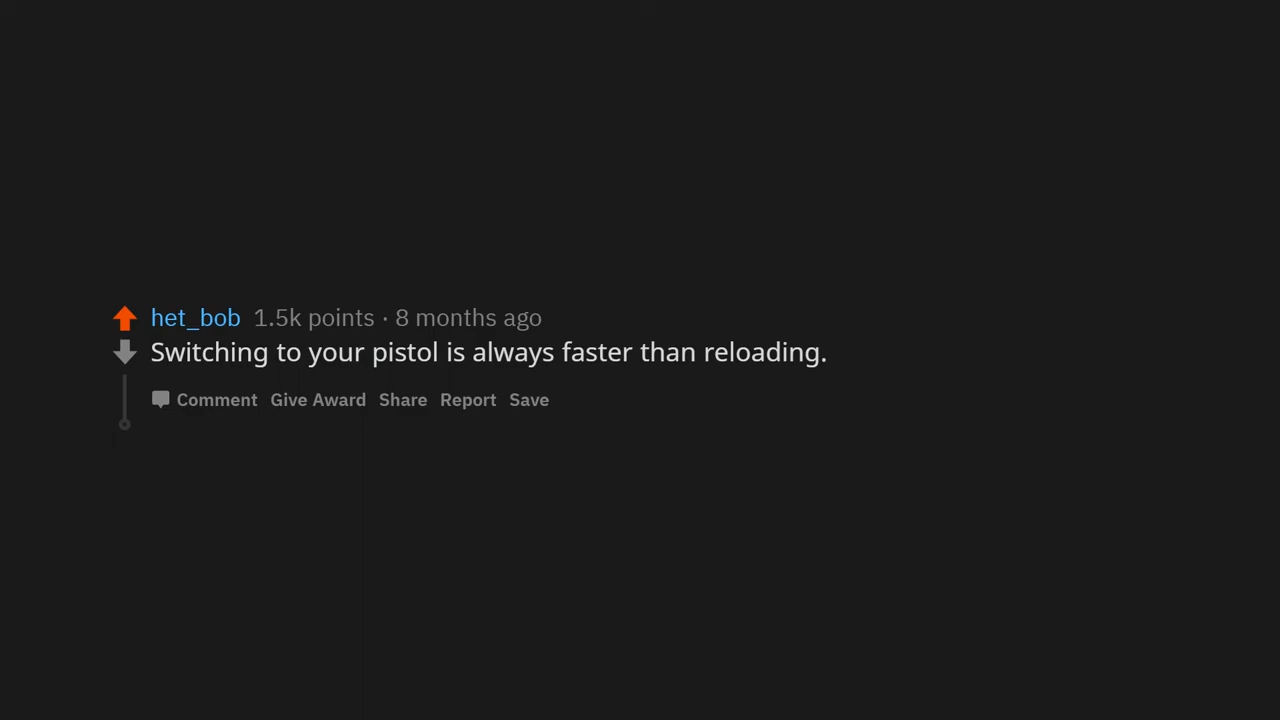 het_bob 1.5k points · 8 months ago
Switching to your pistol is always faster than reloading.
Comment Give Award Share Report Save